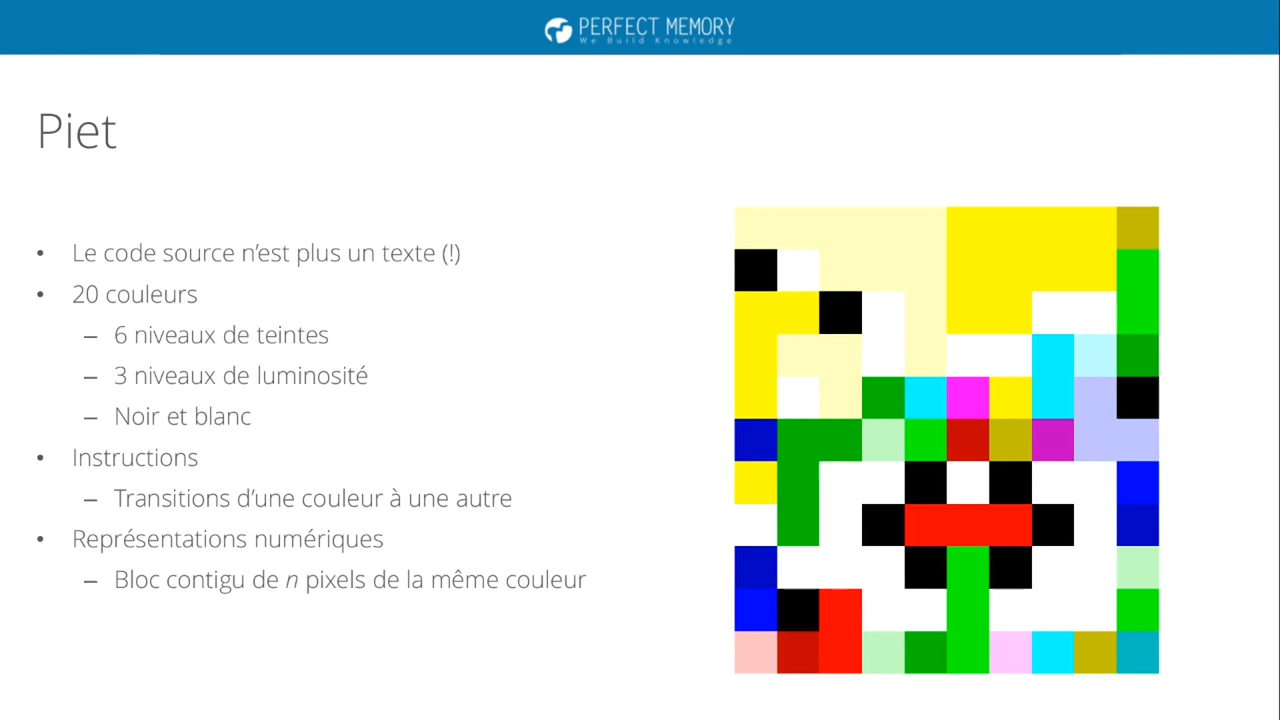 PERFECT MEMORY
We Build Knowledge
Piet
• Le code source n’est plus un texte (!)
• 20 couleurs
– 6 niveaux de teintes
– 3 niveaux de luminosité
– Noir et blanc
• Instructions
– Transitions d’une couleur à une autre
• Représentations numériques
– Bloc contigu de n pixels de la même couleur